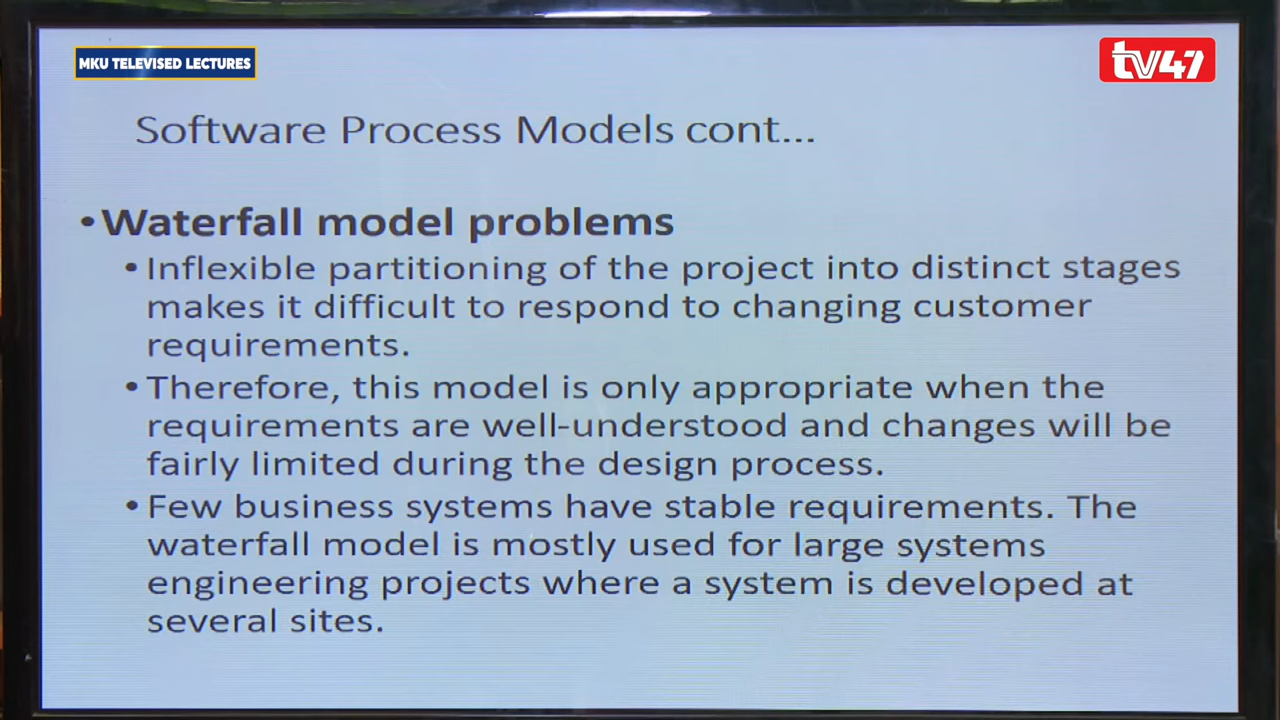 MKU TELEVISED LECTURES
tv47
Software Process Models cont...
•Waterfall model problems
•Inflexible partitioning of the project into distinct stages
makes it difficult to respond to changing customer
requirements.
•Therefore, this model is only appropriate when the
requirements are well-understood and changes will be
fairly limited during the design process.
•Few business systems have stable requirements. The
waterfall model is mostly used for large systems
engineering projects where a system is developed at
several sites.